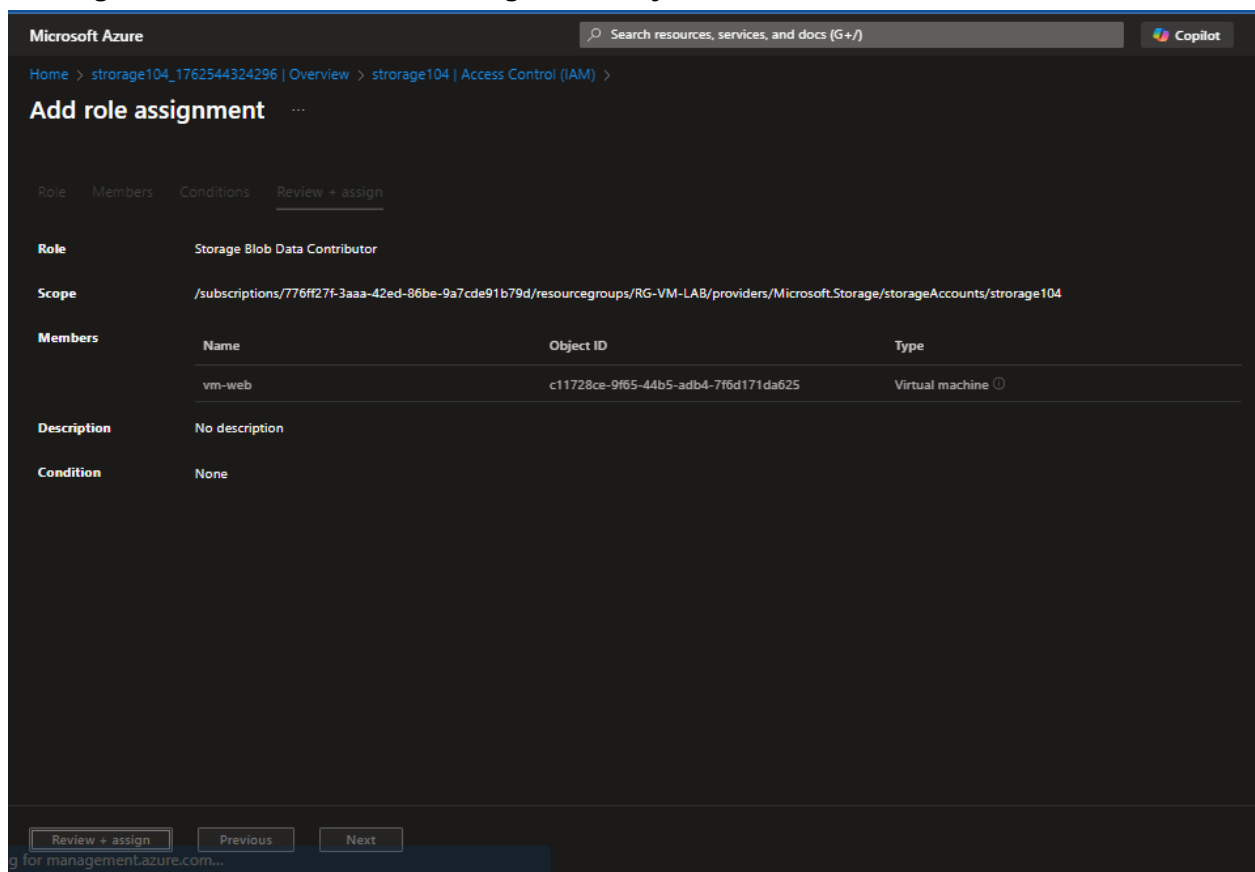 Microsoft Azure
Search resources, services, and docs (G+/)
Copilot
Home > strorage104_1762544324296 | Overview > strorage104 | Access Control (IAM) >
Add role assignment ...
Role Members Conditions Review + assign
Role Storage Blob Data Contributor
Scope /subscriptions/776ff27f-3aaa-42ed-86be-9a7cde91b79d/resourcegroups/RG-VM-LAB/providers/Microsoft.Storage/storageAccounts/strorage104
Members
Name Object ID Type
vm-web c11728ce-9f65-44b5-adb4-7f6d171da625 Virtual machine
Description No description
Condition None
Review + assign Previous Next
g for management.azure.com...